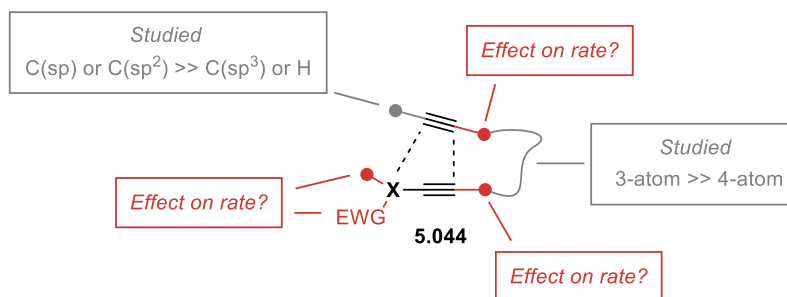 Studied
C(sp) or C(sp²) >> C(sp³) or H
Effect on rate?
Studied
3-atom >> 4-atom
Effect on rate?
X
EWG
5.044
Effect on rate?